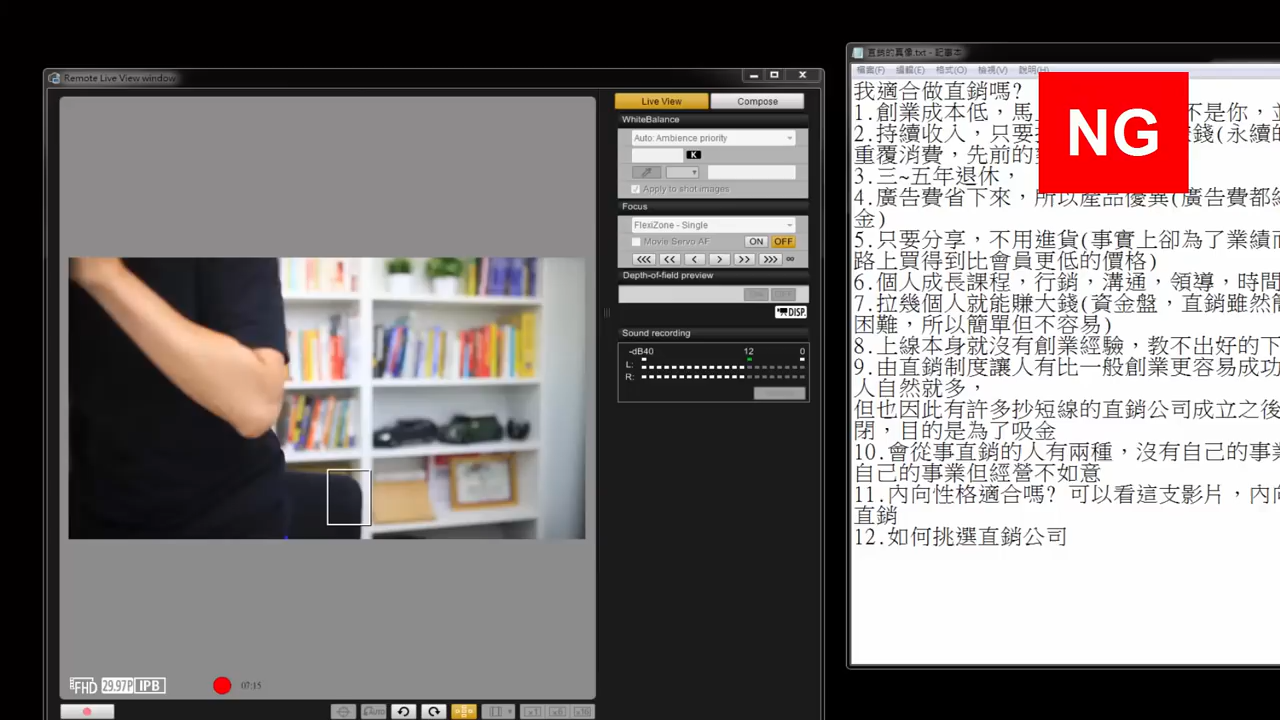 Remote Live View window
Live View
Compose
WhiteBalance
Auto: Ambience priority
K
Apply to shot images
Focus
FlexiZone - Single
Movie Servo AF
ON
OFF
Depth-of-field preview
DISP.
Sound recording
-dB40 12 0
L:
R:
FHD 29.97P IPB
07:15
直銷的真像.txt - 記事本
檔案(F) 編輯(E) 格式(O) 檢視(V) 說明(H)
NG
我適合做直銷嗎?
1.創業成本低，馬 不是你，
2.持續收入，只要 錢(永續
重覆消費，先前的
3.三~五年退休，
4.廣告費省下來，所以產品優異(廣告費都
金)
5.只要分享，不用進貨(事實上卻為了業績
路上買得到比會員更低的價格)
6.個人成長課程，行銷，溝通，領導，時間
7.拉幾個人就能賺大錢(資金盤，直銷雖然
困難，所以簡單但不容易)
8.上線本身就沒有創業經驗，教不出好的下
9.由直銷制度讓人有比一般創業更容易成功
人自然就多，
但也因此有許多抄短線的直銷公司成立之後
閉，目的是為了吸金
10.會從事直銷的人有兩種，沒有自己的事
自己的事業但經營不如意
11.內向性格適合嗎? 可以看這支影片，內
直銷
12.如何挑選直銷公司